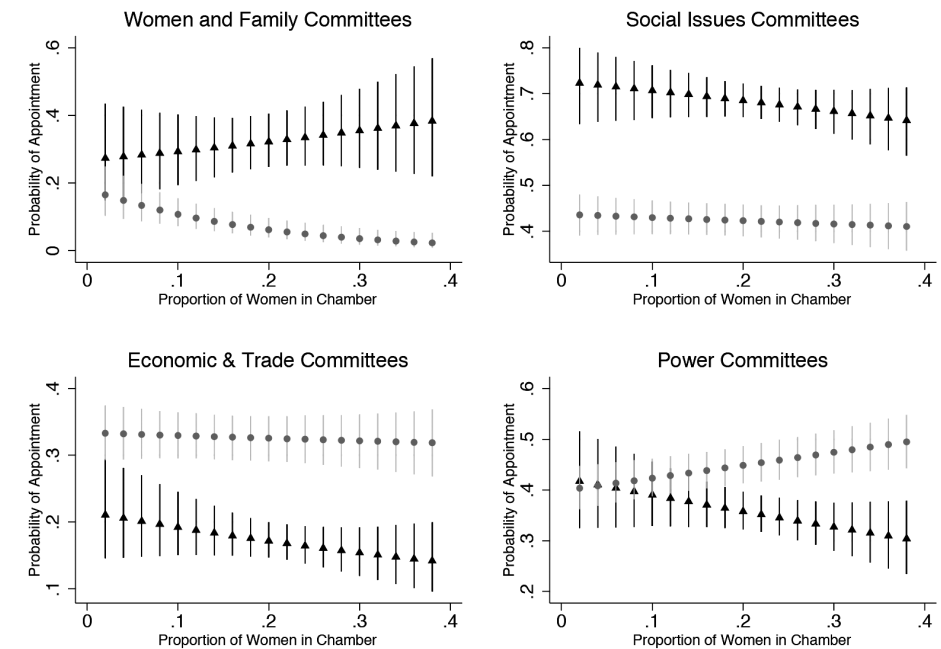 Women and Family Committees
Probability of Appointment
.6
.4
.2
0
0 .1 .2 .3 .4
Proportion of Women in Chamber
Social Issues Committees
Probability of Appointment
.8
.7
.6
.5
.4
0 .1 .2 .3 .4
Proportion of Women in Chamber
Economic & Trade Committees
Probability of Appointment
.4
.3
.2
.1
0 .1 .2 .3 .4
Proportion of Women in Chamber
Power Committees
Probability of Appointment
.6
.5
.4
.3
.2
0 .1 .2 .3 .4
Proportion of Women in Chamber